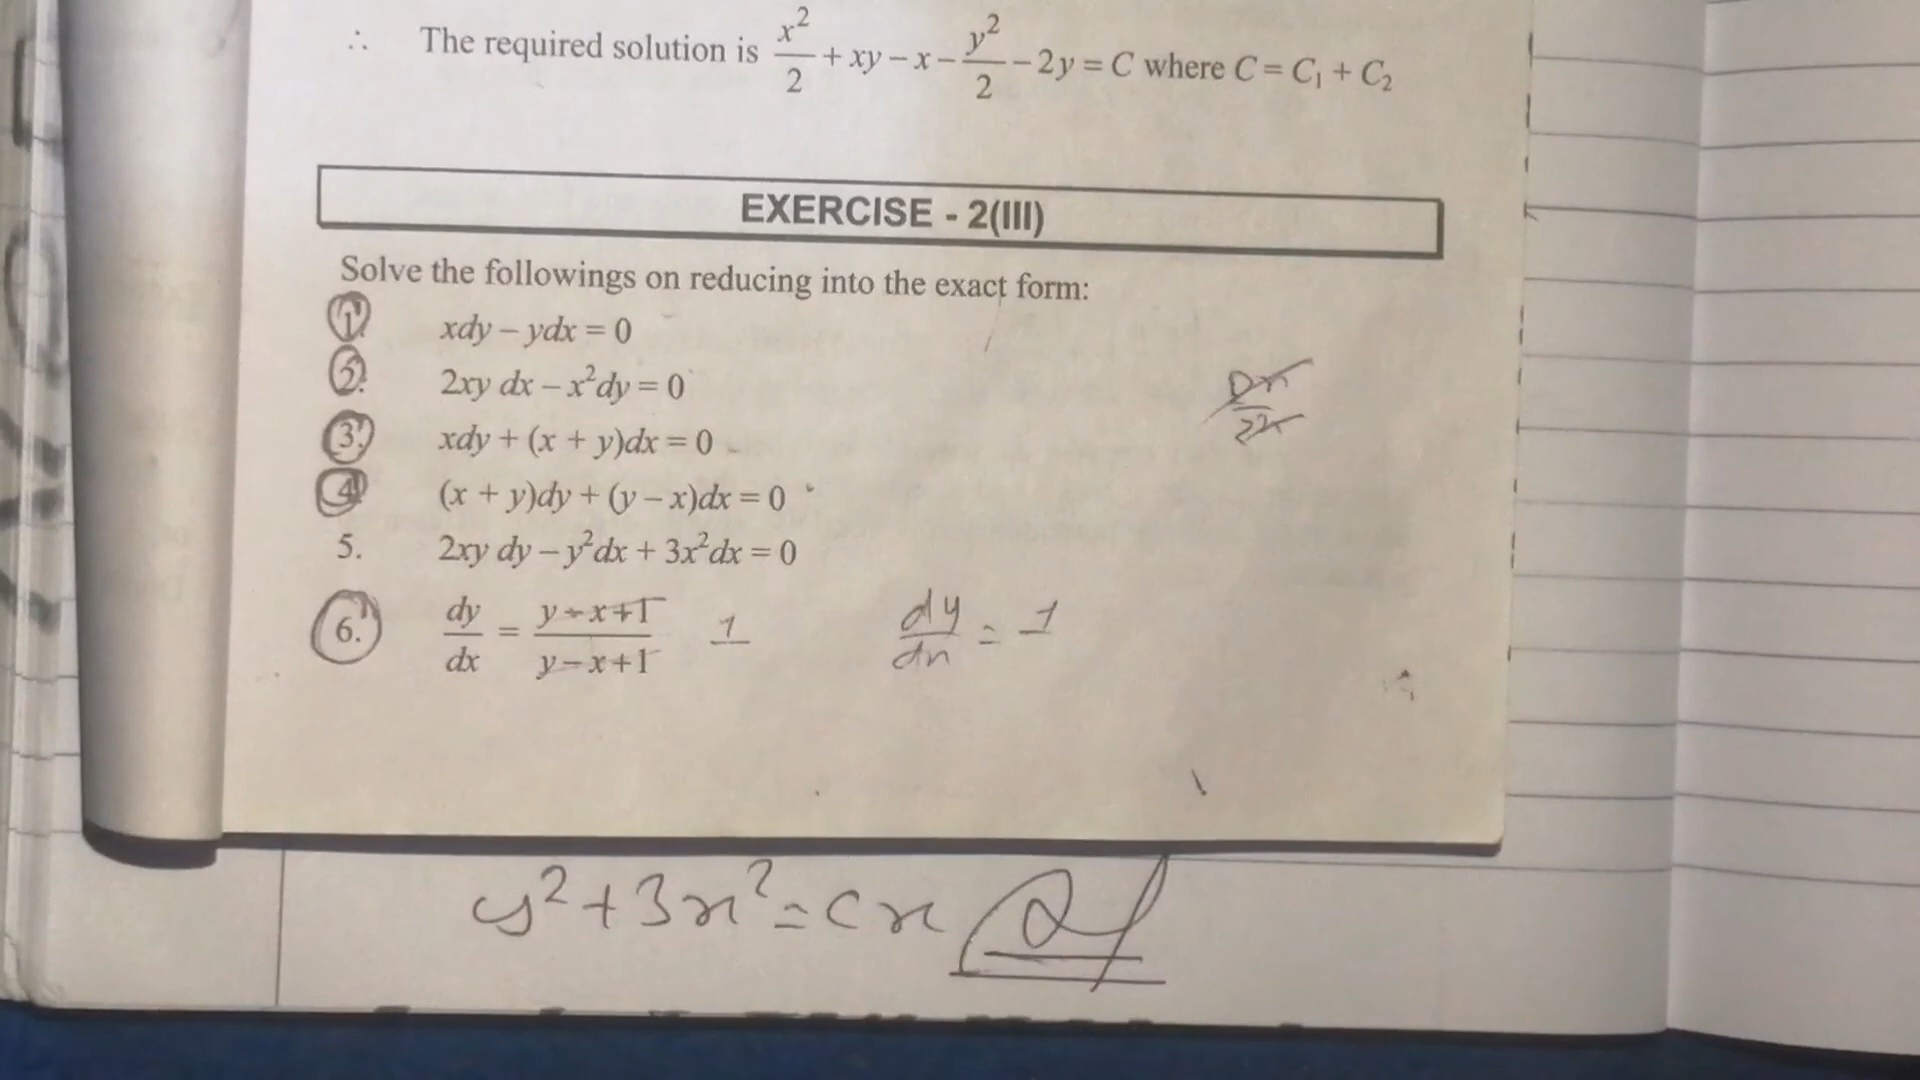 ∴ The required solution is x²/2 + xy – x – y²/2 – 2y = C where C = C₁ + C₂
EXERCISE - 2(III)
Solve the followings on reducing into the exact form:
1. xdy – ydx = 0
2. 2xy dx – x²dy = 0
3. xdy + (x + y)dx = 0
4. (x + y)dy + (y – x)dx = 0
5. 2xy dy – y²dx + 3x²dx = 0
6. dy/dx = y–x+1/y–x+1 1 dy/dx = 1
y² + 3x² = cx